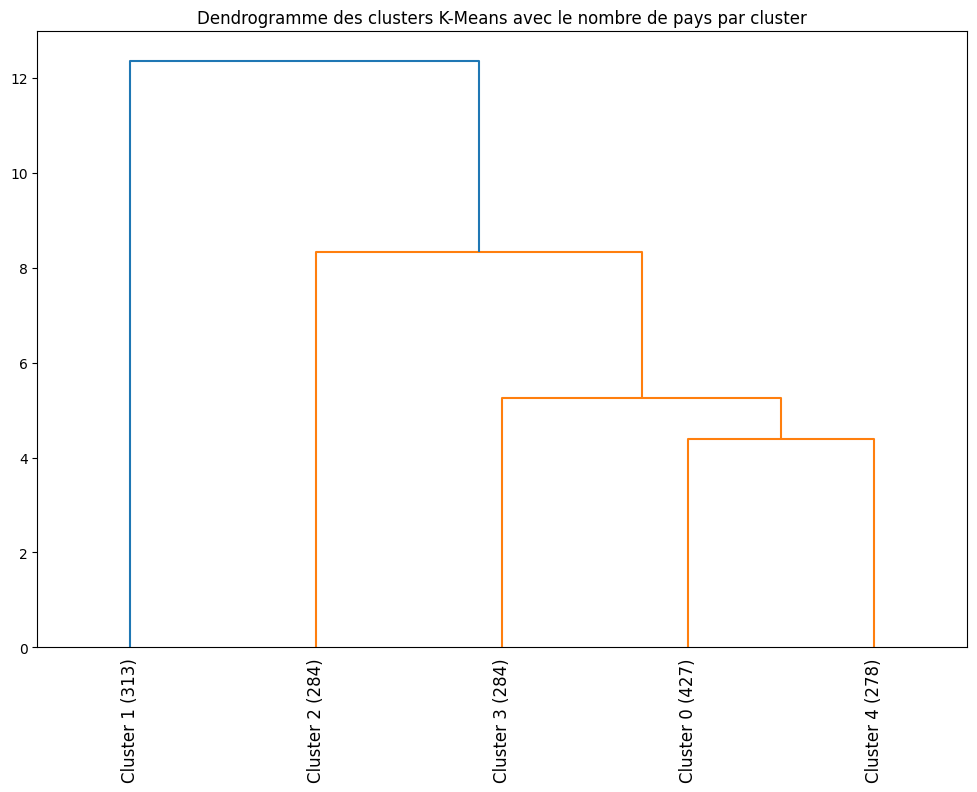 Dendrogramme des clusters K-Means avec le nombre de pays par cluster
12
10
8
6
4
2
0
Cluster 1 (313)
Cluster 2 (284)
Cluster 3 (284)
Cluster 0 (427)
Cluster 4 (278)